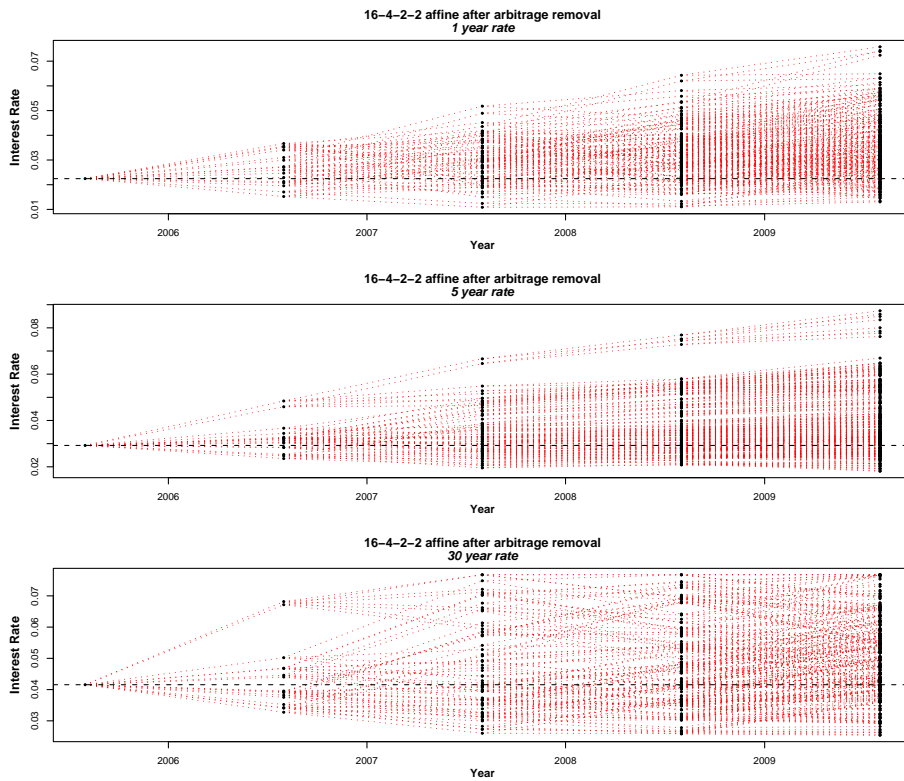 16−4−2−2 affine after arbitrage removal
1 year rate
Interest Rate
0.07
0.05
0.03
0.01
2006 2007 2008 2009
Year
16−4−2−2 affine after arbitrage removal
5 year rate
Interest Rate
0.08
0.06
0.04
0.02
2006 2007 2008 2009
Year
16−4−2−2 affine after arbitrage removal
30 year rate
Interest Rate
0.07
0.06
0.05
0.04
0.03
2006 2007 2008 2009
Year